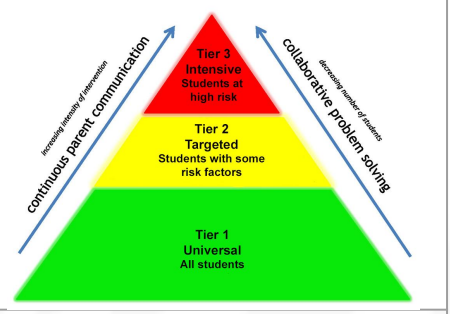 Tier 3
Intensive
Students at
high risk
Tier 2
Targeted
Students with some
risk factors
Tier 1
Universal
All students
increasing intensity of intervention
continuous parent communication
decreasing number of students
collaborative problem solving